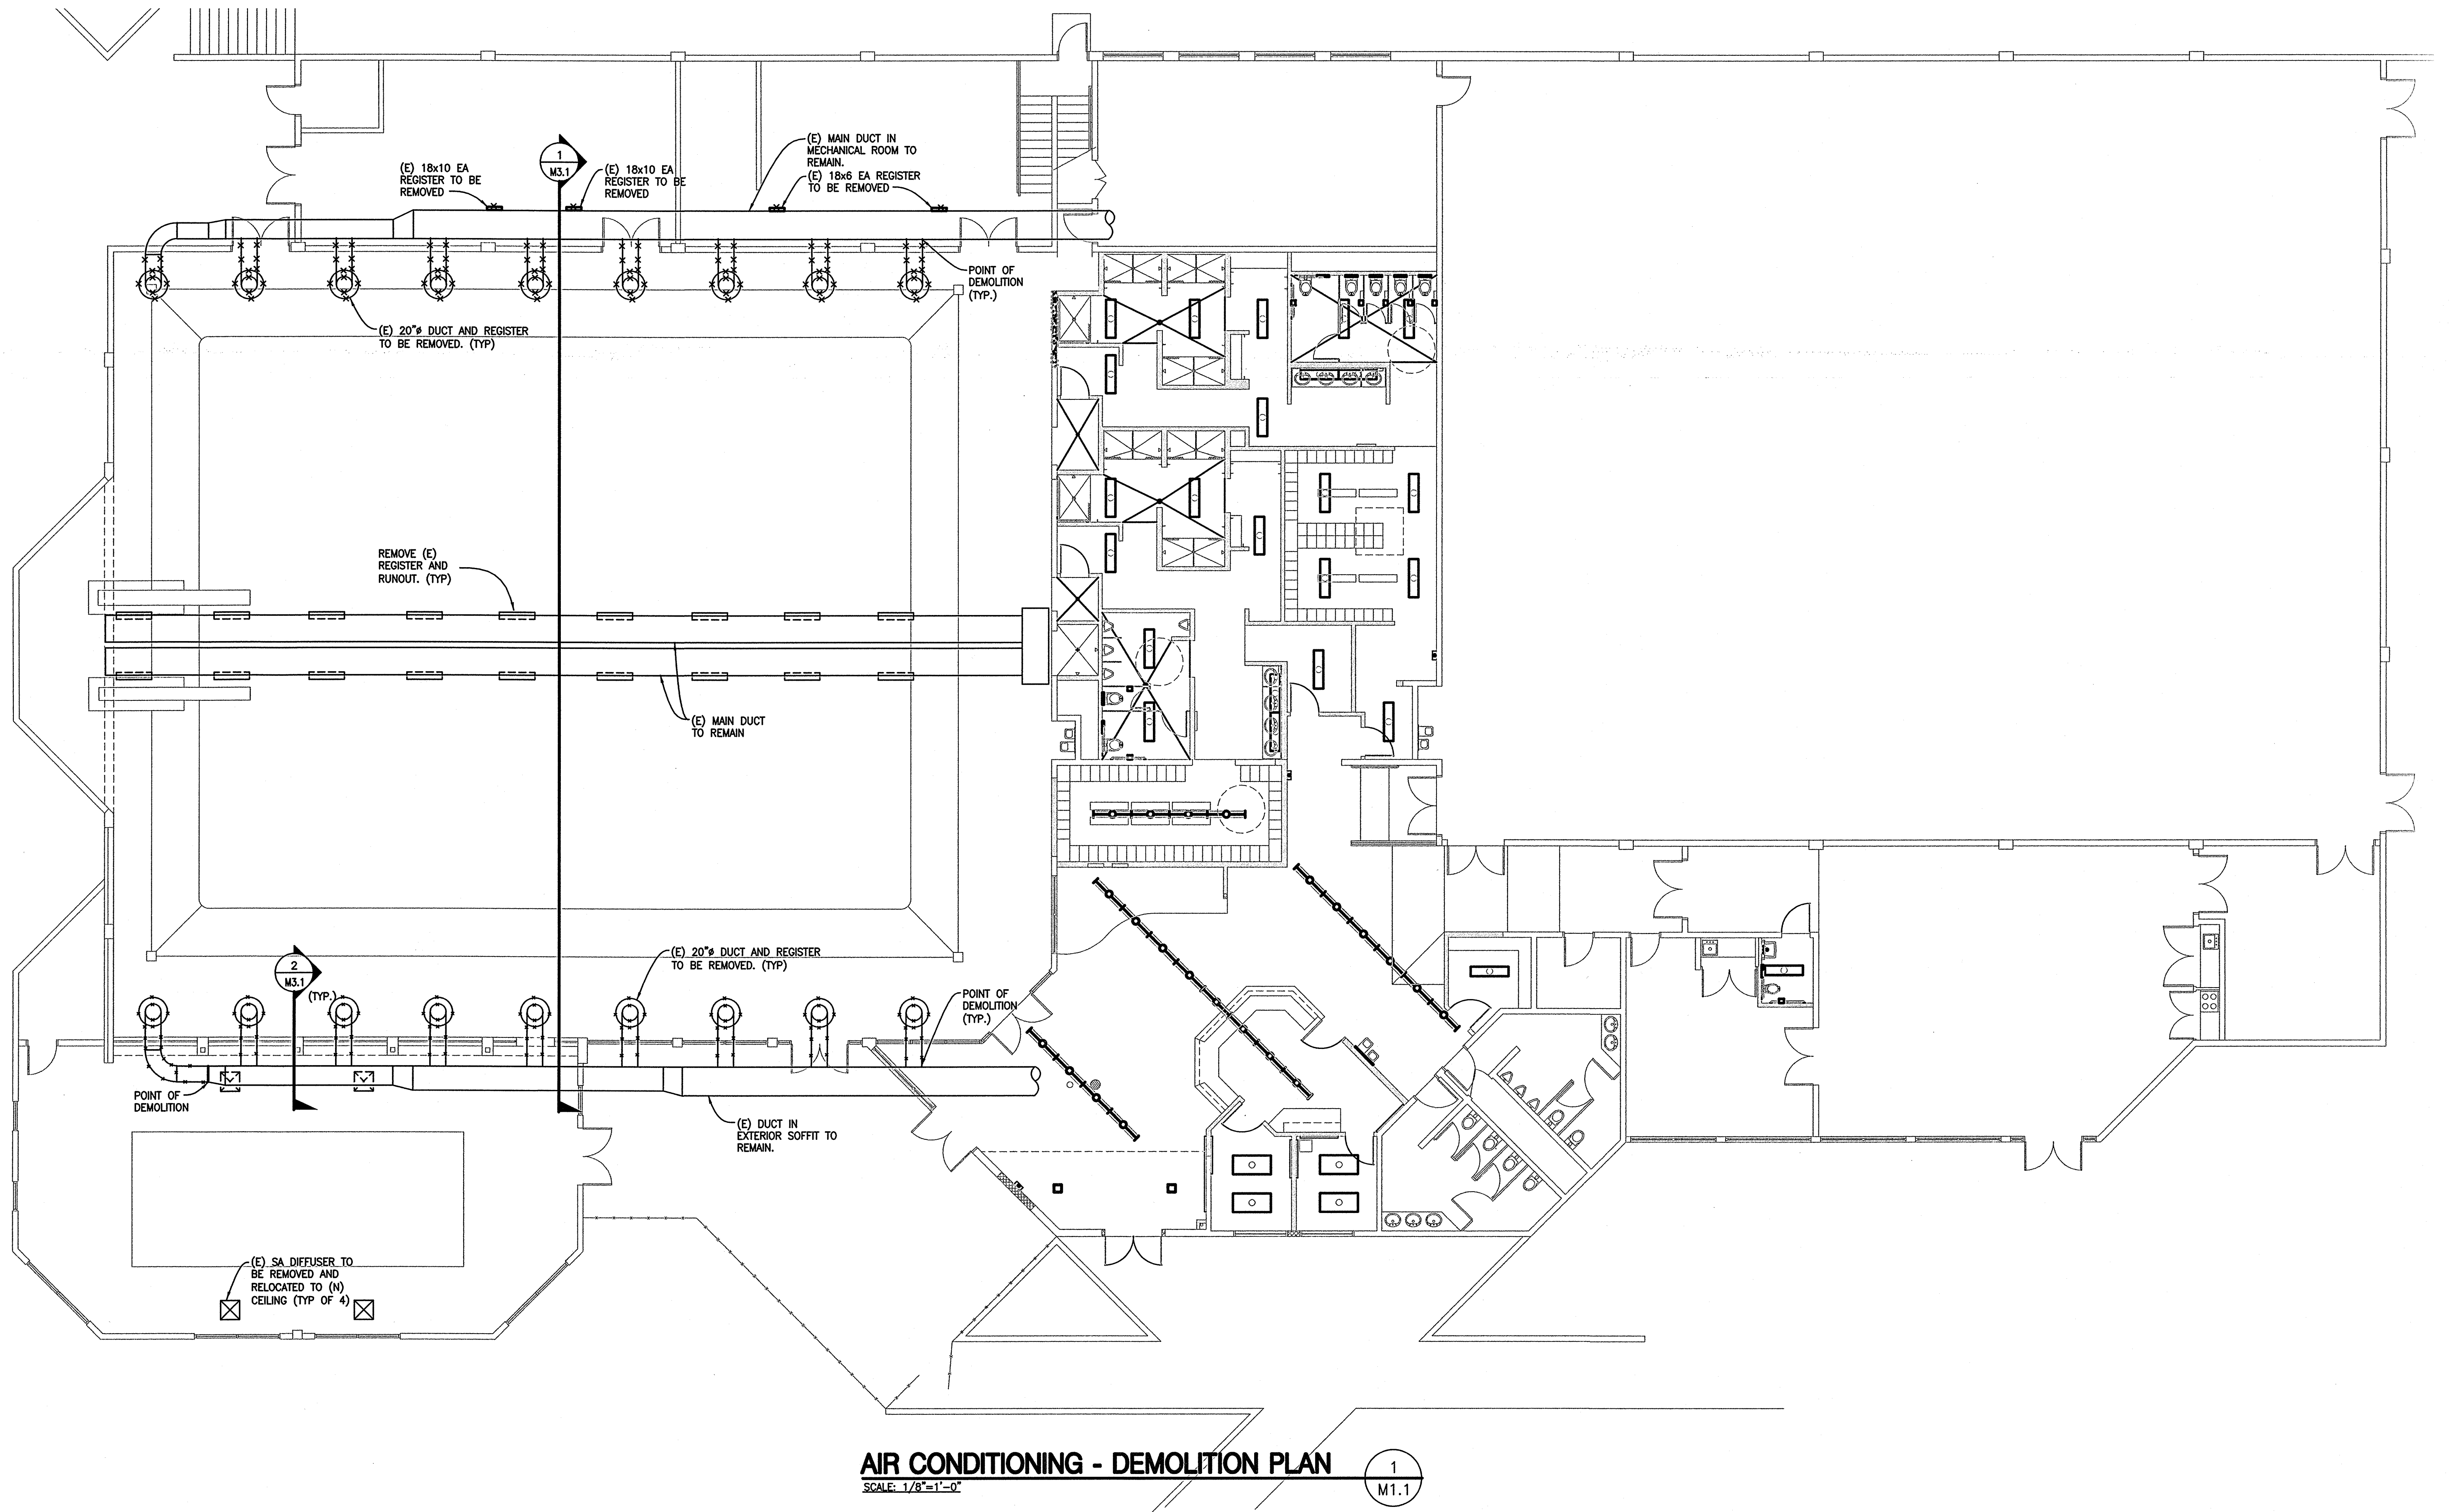 (E) MAIN DUCT IN
MECHANICAL ROOM TO
REMAIN.
(E) 18x6 EA REGISTER
TO BE REMOVED
1
M3.1
(E) 18x10 EA
REGISTER TO BE
REMOVED
(E) 18x10 EA
REGISTER TO BE
REMOVED
POINT OF
DEMOLITION
(TYP.)
(E) 20"ø DUCT AND REGISTER
TO BE REMOVED. (TYP)
REMOVE (E)
REGISTER AND
RUNOUT. (TYP)
(E) MAIN DUCT
TO REMAIN
(E) 20"ø DUCT AND REGISTER
TO BE REMOVED. (TYP)
2
M3.1
(TYP.)
POINT OF
DEMOLITION
(TYP.)
POINT OF
DEMOLITION
(E) DUCT IN
EXTERIOR SOFFIT TO
REMAIN.
(E) SA DIFFUSER TO
BE REMOVED AND
RELOCATED TO (N)
CEILING (TYP OF 4)
AIR CONDITIONING - DEMOLITION PLAN
SCALE: 1/8"=1'-0"
1
M1.1